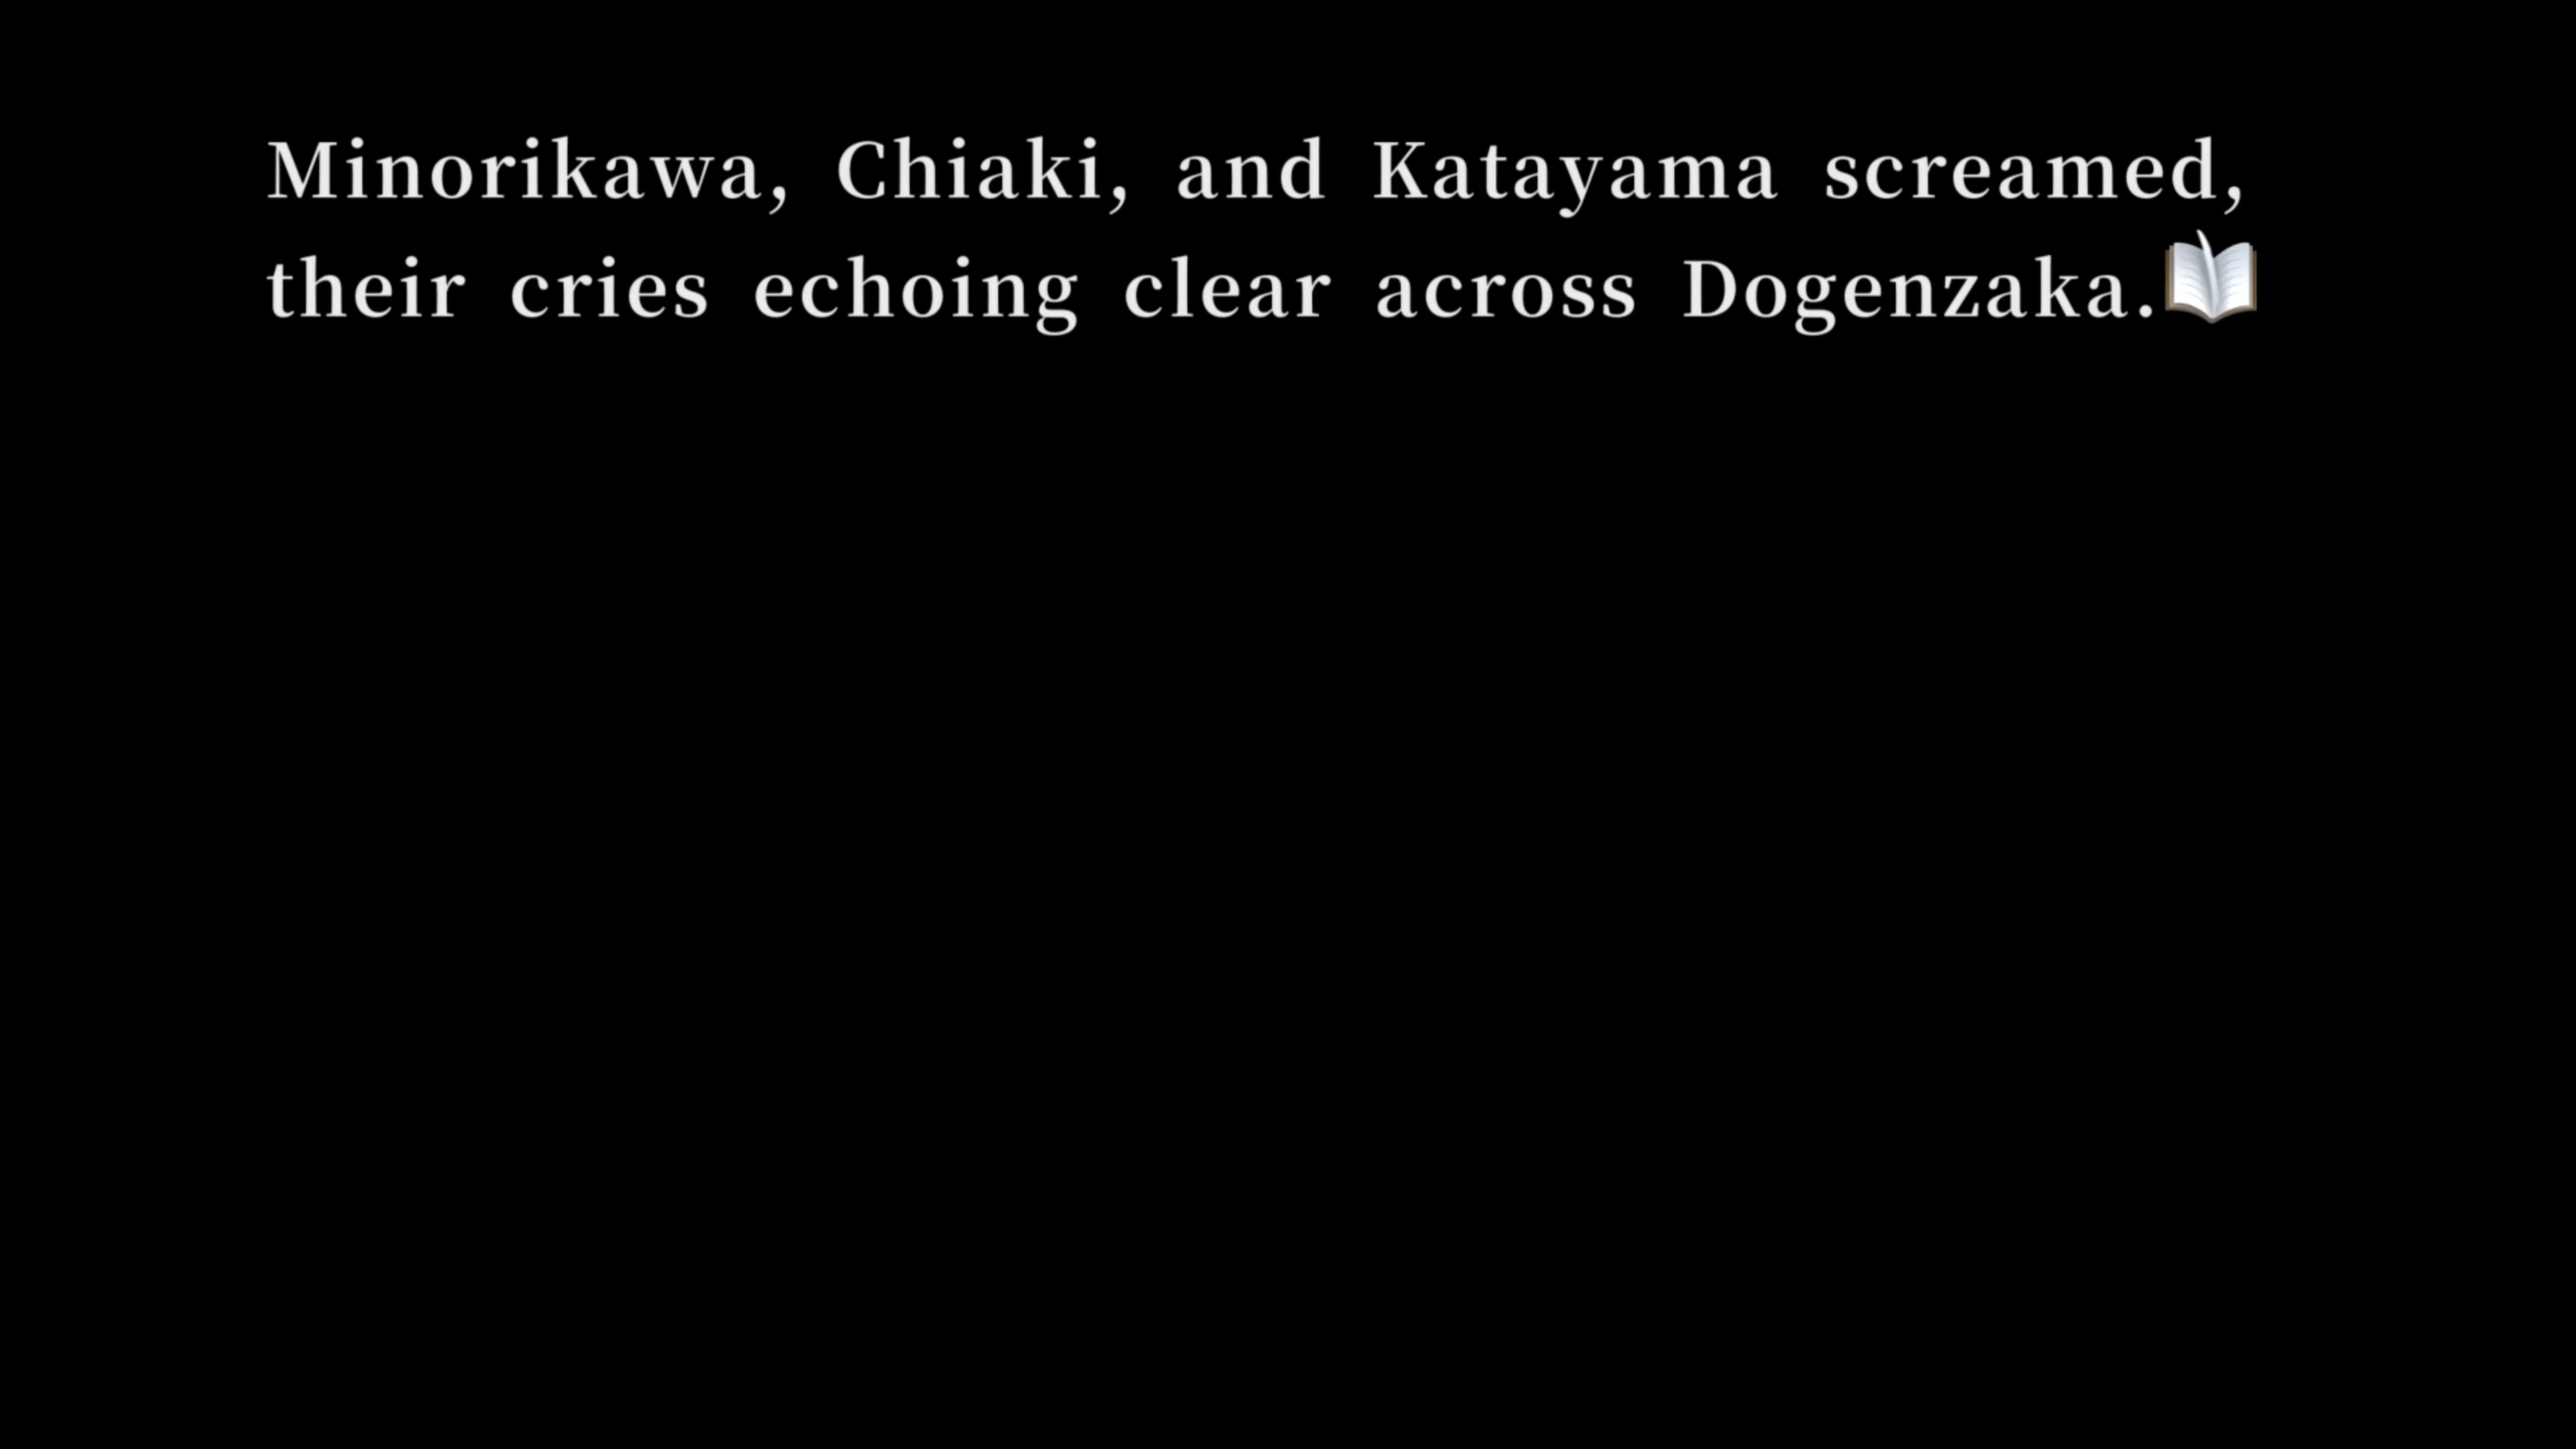 Minorikawa, Chiaki, and Katayama screamed,
their cries echoing clear across Dogenzaka.